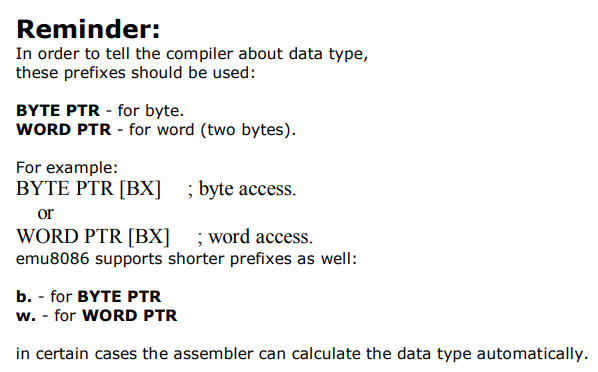 Reminder:
In order to tell the compiler about data type,
these prefixes should be used:
BYTE PTR - for byte.
WORD PTR - for word (two bytes).
For example:
BYTE PTR [BX] ; byte access.
or
WORD PTR [BX] ; word access.
emu8086 supports shorter prefixes as well:
b. - for BYTE PTR
w. - for WORD PTR
in certain cases the assembler can calculate the data type automatically.